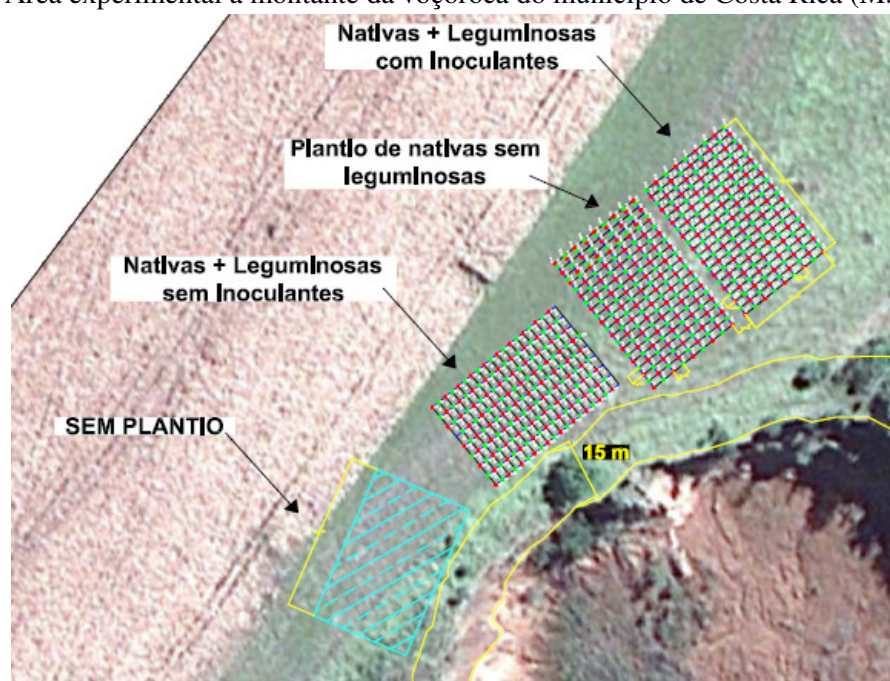 Área experimental à montante da voçoroca do município de Costa Rica
Nativas + Leguminosas
com Inoculantes
Plantio de nativas sem
leguminosas
Nativas + Leguminosas
sem Inoculantes
SEM PLANTIO
15 m